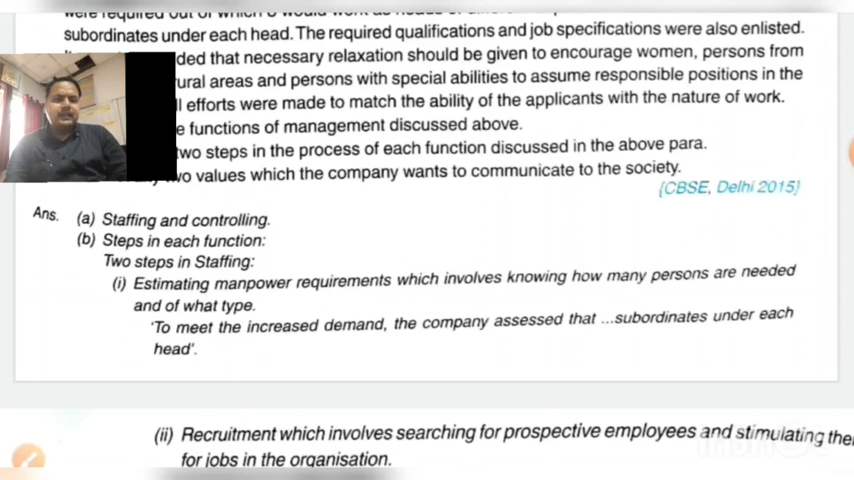 subordinates under each head. The required qualifications and job specifications were also enlisted.
ded that necessary relaxation should be given to encourage women, persons from
ural areas and persons with special abilities to assume responsible positions in the
l efforts were made to match the ability of the applicants with the nature of work.
e functions of management discussed above.
two steps in the process of each function discussed in the above para.
wo values which the company wants to communicate to the society.
{CBSE, Delhi 2015}
Ans. (a) Staffing and controlling.
(b) Steps in each function:
Two steps in Staffing:
(i) Estimating manpower requirements which involves knowing how many persons are needed
and of what type.
'To meet the increased demand, the company assessed that ...subordinates under each
head'.
(ii) Recruitment which involves searching for prospective employees and stimulating the
for jobs in the organisation.